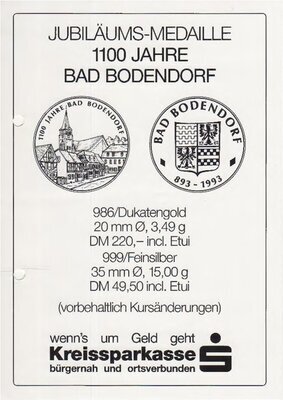 JUBILÄUMS-MEDAILLE
1100 JAHRE
BAD BODENDORF
1100 JAHRE BAD BODENDORF
BAD BODENDORF
893-1993
986/Dukatengold
20 mm Ø, 3,49 g
DM 220,– incl. Etui
999/Feinsilber
35 mm Ø, 15,00 g
DM 49,50 incl. Etui
(vorbehaltlich Kursänderungen)
wenn's um Geld geht
Kreissparkasse
bürgernah und ortsverbunden